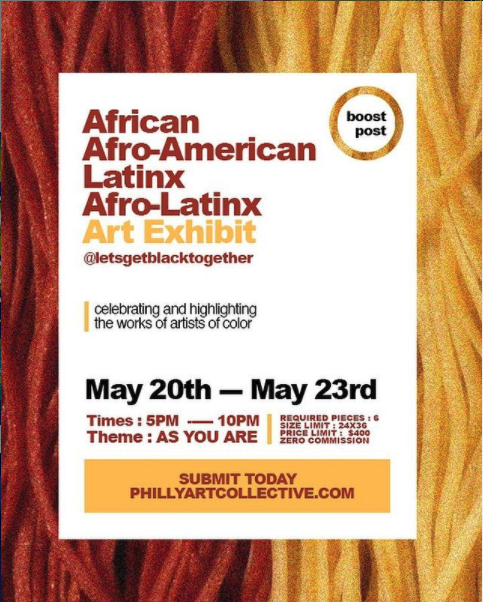 African
Afro-American
Latinx
Afro-Latinx
Art Exhibit
@letsgetblacktogether
boost
post
celebrating and highlighting
the works of artists of color
May 20th — May 23rd
Times : 5PM ---— 10PM
Theme : AS YOU ARE
REQUIRED PIECES : 6
SIZE LIMIT : 24X36
PRICE LIMIT : $400
ZERO COMMISSION
SUBMIT TODAY
PHILLYARTCOLLECTIVE.COM